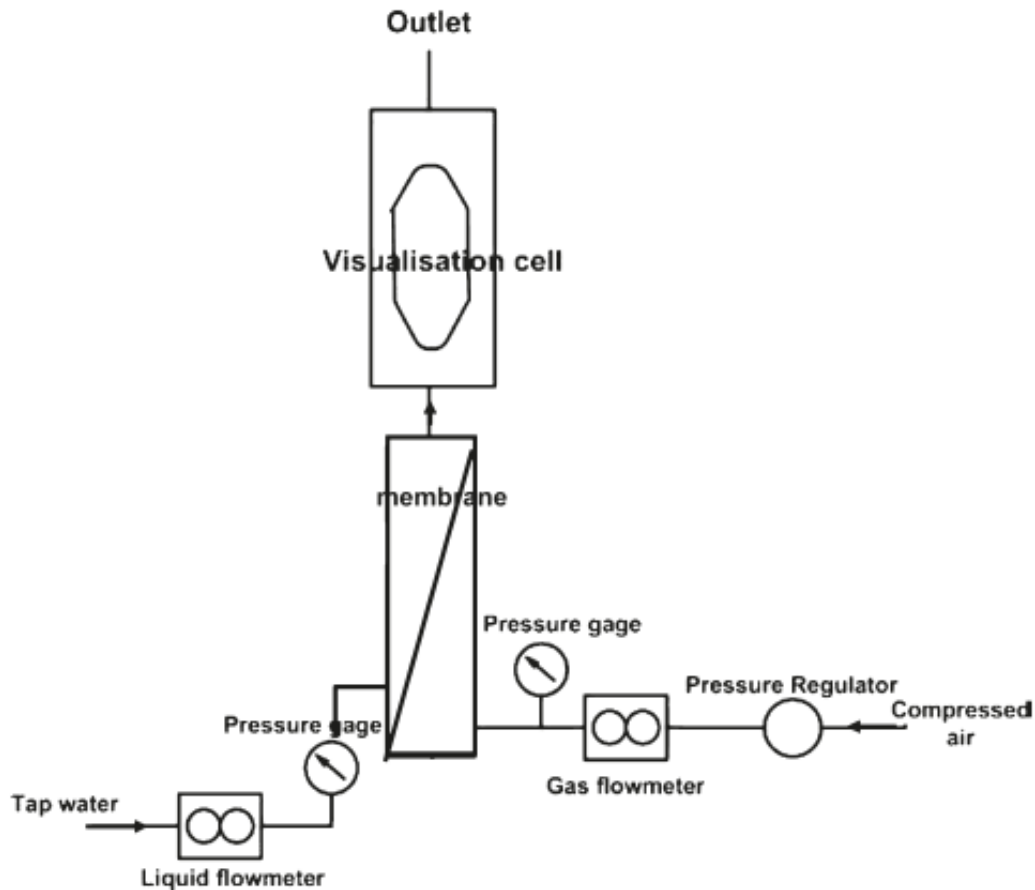 Outlet
Visualisation cell
membrane
Pressure gage
Pressure Regulator
Compressed
air
Pressure gage
Gas flowmeter
Tap water
Liquid flowmeter